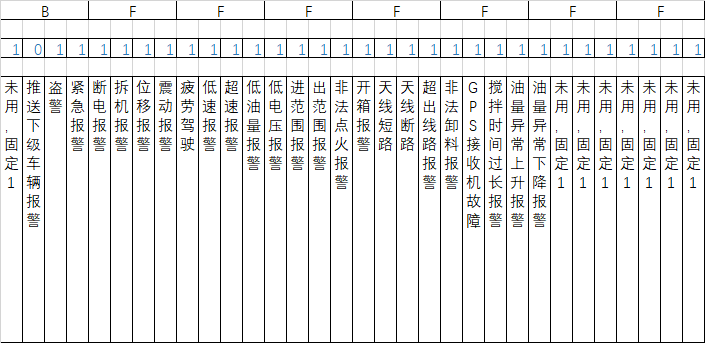 B F F F F F F F
1 0 1 1 1 1 1 1 1 1 1 1 1 1 1 1 1 1 1 1 1 1 1 1 1 1 1 1 1 1 1 1
未用,固定1
推送下级车辆报警
盗警
紧急报警
断电报警
拆机报警
位移报警
震动报警
疲劳驾驶
低速报警
超速报警
低油量报警
低电压报警
进范围报警
出范围报警
非法点火报警
开箱报警
天线短路
天线断路
超出线路报警
非法卸料报警
GPS接收机故障
搅拌时间过长报警
油量异常上升报警
油量异常下降报警
未用,固定1
未用,固定1
未用,固定1
未用,固定1
未用,固定1
未用,固定1
未用,固定1